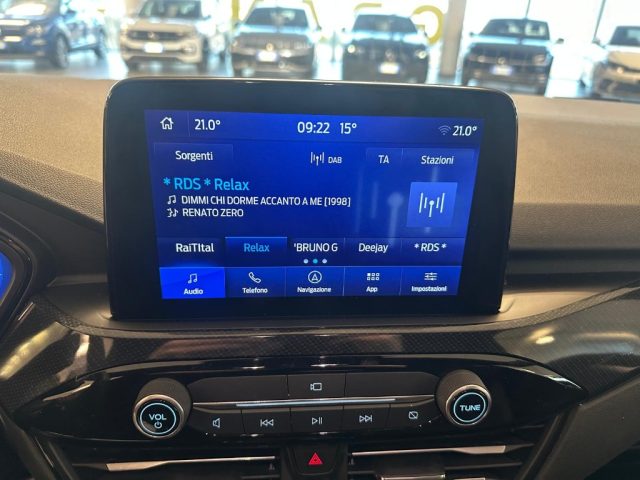 21.0° 09:22 15° 21.0°
Sorgenti DAB TA Stazioni
* RDS * Relax
DIMMI CHI DORME ACCANTO A ME [1998]
RENATO ZERO
RaiTItal Relax 'BRUNO G Deejay * RDS *
Audio Telefono Navigazione App Impostazioni
VOL
TUNE